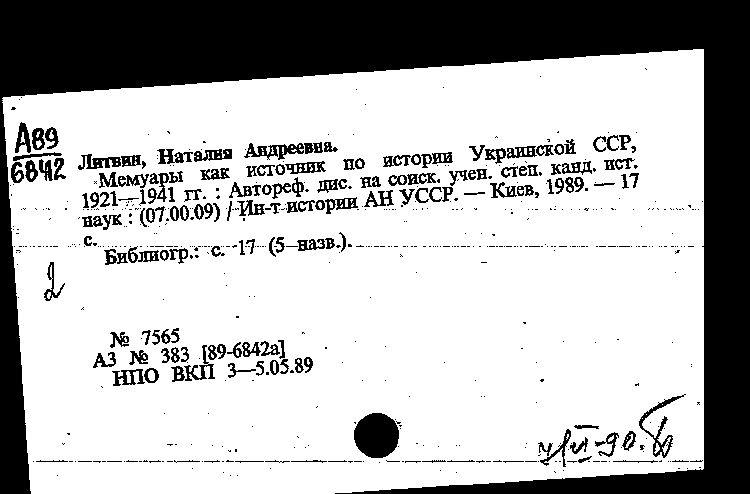 А89
6842
Литвин, Наталия Андреевна.
Мемуары как источник по истории Украинской ССР,
1921—1941 гг. : Автореф. дис. на соиск. учен. степ. канд. ист.
наук : (07.00.09) / Ин-т истории АН УССР. — Киев, 1989. — 17
с.
Библиогр.: с. 17 (5 назв.).
2
№ 7565
АЗ № 383 [89-6842а]
НПО ВКП 3—5.05.89